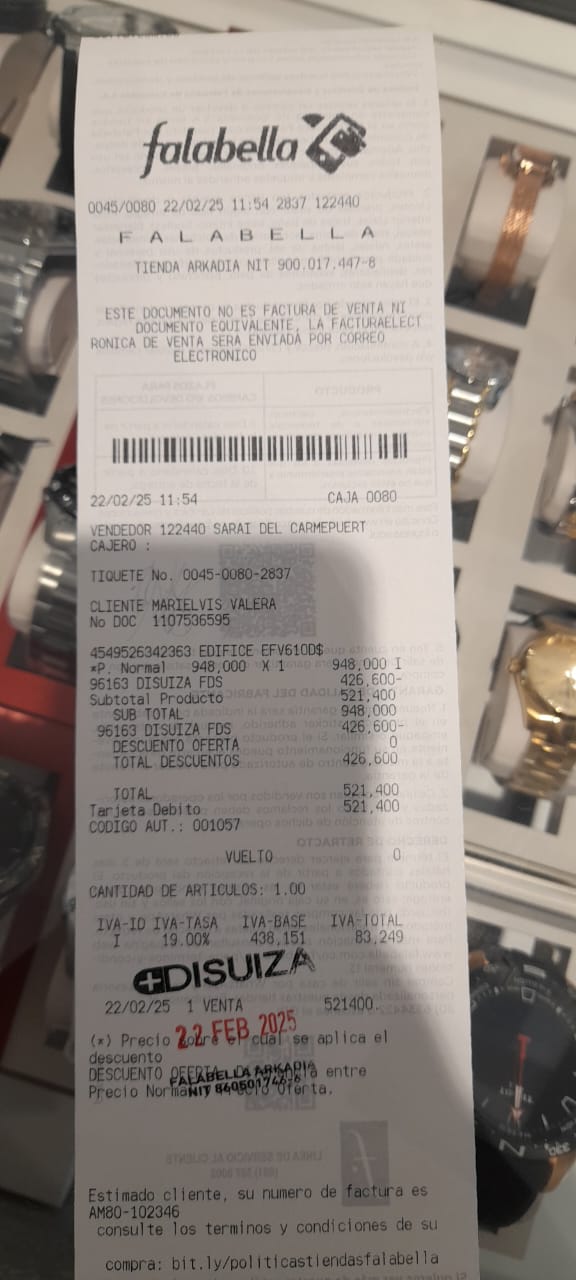 falabella
0045/0080 22/02/25 11:54 2837 122440
F A L A B E L L A
TIENDA ARKADIA NIT 900.017.447-8
ESTE DOCUMENTO NO ES FACTURA DE VENTA NI
DOCUMENTO EQUIVALENTE, LA FACTURAELECT
RONICA DE VENTA SERA ENVIADA POR CORREO
ELECTRONICO
22/02/25 11:54 CAJA 0080
VENDEDOR 122440 SARAI DEL CARMEPUERT
CAJERO :
TIQUETE No. 0045-0080-2837
CLIENTE MARIELVIS VALERA
No DOC 1107536595
4549526342363 EDIFICE EFV610D$
*P. Normal 948,000 X 1 948,000 I
96163 DISUIZA FDS 426,600-
Subtotal Producto 521,400
SUB TOTAL 948,000
96163 DISUIZA FDS 426,600-
DESCUENTO OFERTA 0
TOTAL DESCUENTOS 426,600
TOTAL 521,400
Tarjeta Debito 521,400
CODIGO AUT.: 001057
VUELTO 0
CANTIDAD DE ARTICULOS: 1.00
IVA-ID IVA-TASA IVA-BASE IVA-TOTAL
I 19.00% 438,151 83,249
DISUIZA
22/02/25 1 VENTA 521400.
22 FEB 2025
(*) Precio sobre el cual se aplica el
descuento
DESCUENTO entre
FALABELLA ARKADIA
Precio Normal oferta.
NIT
Estimado cliente, su numero de factura es
AM80-102346
consulte los terminos y condiciones de su
compra: bit.ly/politicastiendasfalabella